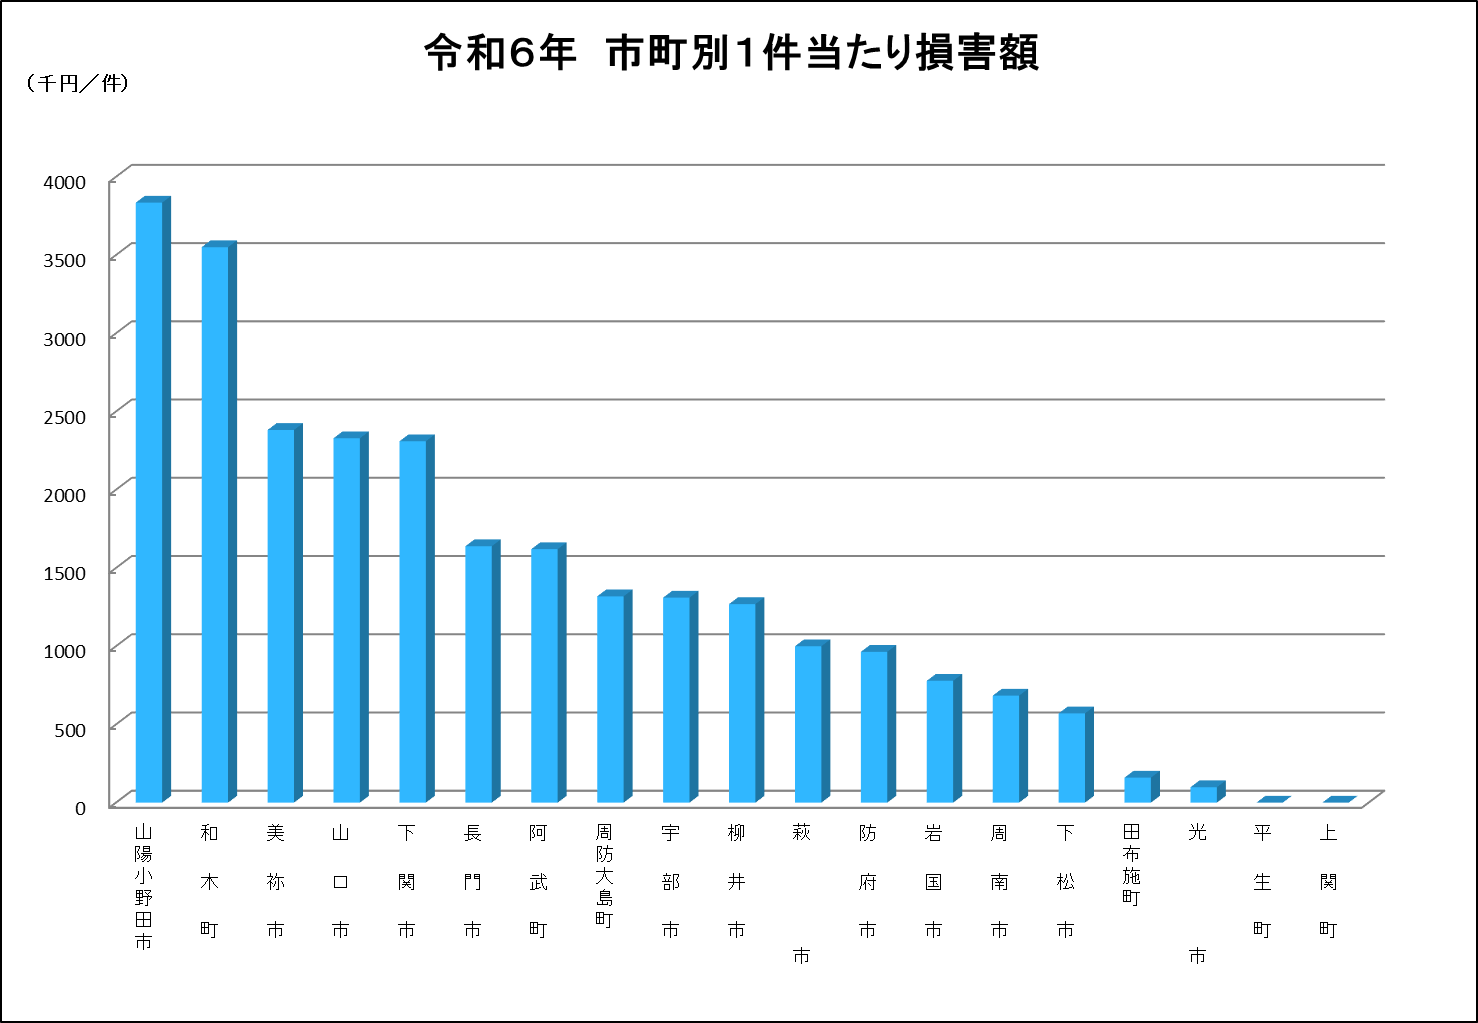 令和６年　市町別１件当たり損害額
（千円／件）
4000
3500
3000
2500
2000
1500
1000
500
0
山陽小野田市
和木町
美祢市
山口市
下関市
長門市
阿武町
周防大島町
宇部市
柳井市
萩市
防府市
岩国市
周南市
下松市
田布施町
光市
平生町
上関町